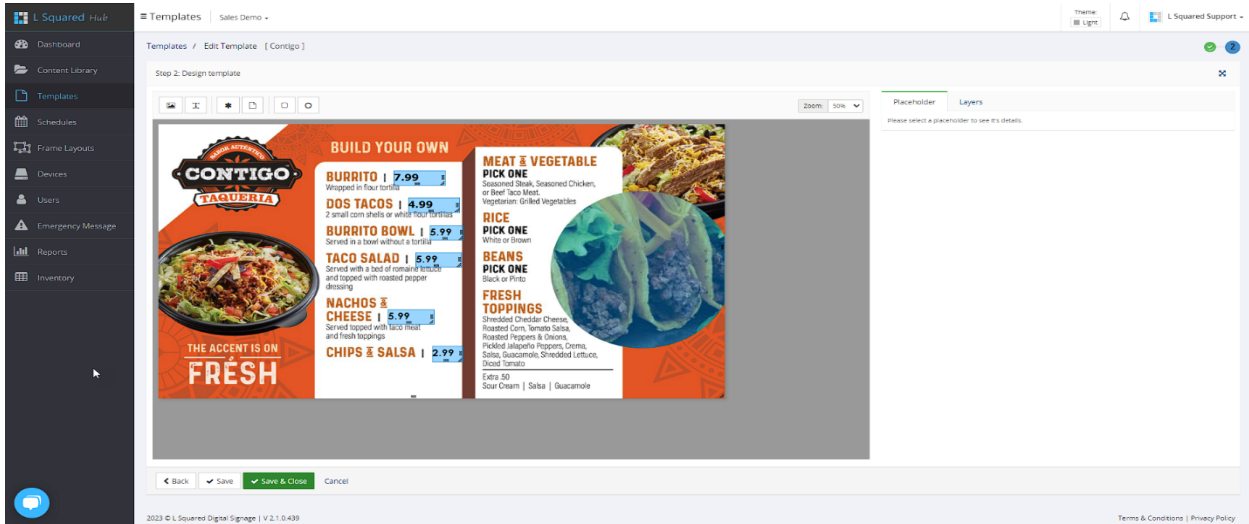 L Squared Hub
Templates | Sales Demo
Theme:
Light
L Squared Support
Dashboard
Content Library
Templates
Schedules
Frame Layouts
Devices
Users
Emergency Message
Reports
Inventory
Templates / Edit Template [ Contigo ]
2
Step 2: Design template
Zoom: 50%
SABOR AUTÉNTICO
CONTIGO
TAQUERIA
THE ACCENT IS ON
FRÉSH
BUILD YOUR OWN
BURRITO | 7.99
Wrapped in flour tortilla
DOS TACOS | 4.99
2 small corn shells or white flour tortillas
BURRITO BOWL | 5.99
Served in a bowl without a tortilla
TACO SALAD | 5.99
Served with a bed of romaine lettuce
and topped with roasted pepper
dressing
NACHOS &
CHEESE | 5.99
Served topped with taco meat
and fresh toppings
CHIPS & SALSA | 2.99
MEAT & VEGETABLE
PICK ONE
Seasoned Steak, Seasoned Chicken,
or Beef Taco Meat.
Vegetarian: Grilled Vegetables
RICE
PICK ONE
White or Brown
BEANS
PICK ONE
Black or Pinto
FRESH
TOPPINGS
Shredded Cheddar Cheese,
Roasted Corn, Tomato Salsa,
Roasted Peppers & Onions,
Pickled Jalapeño Peppers, Crema,
Salsa, Guacamole, Shredded Lettuce,
Diced Tomato
Extra .50
Sour Cream | Salsa | Guacamole
Placeholder
Layers
Please select a placeholder to see it's details.
Back
Save
Save & Close
Cancel
2023 © L Squared Digital Signage | V 2.1.0.439
Terms & Conditions | Privacy Policy